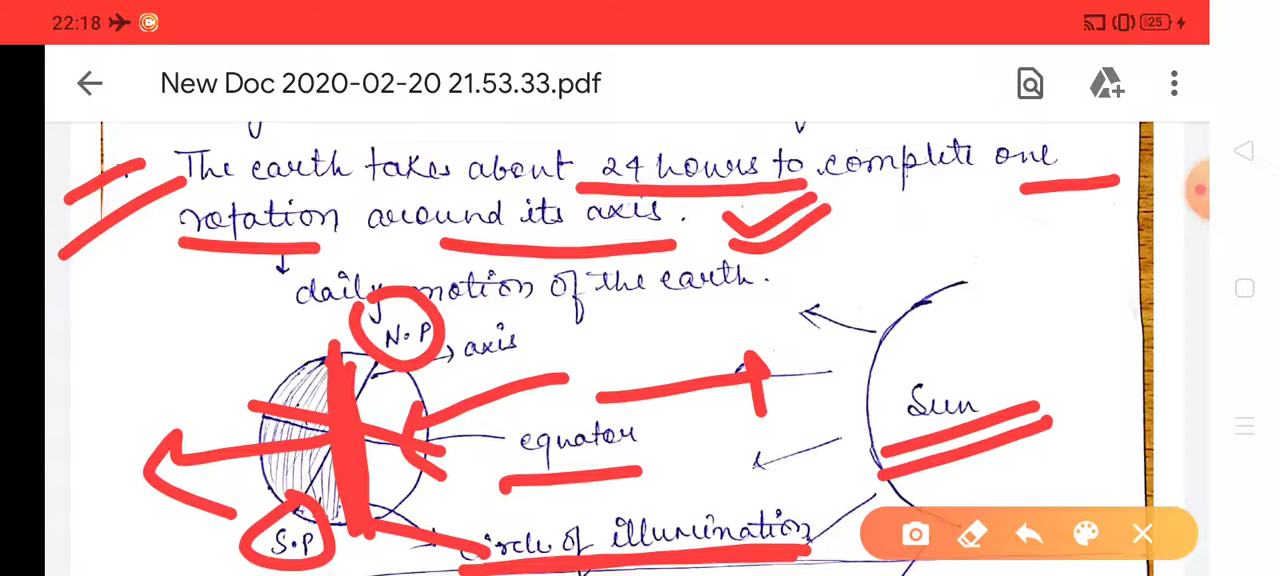 22:18
25
New Doc 2020-02-20 21.53.33.pdf
The earth takes about 24 hours to complete one
rotation around its axis.
daily motion of the earth.
N.P
axis
Sun
equator
S.P
circle of illumination